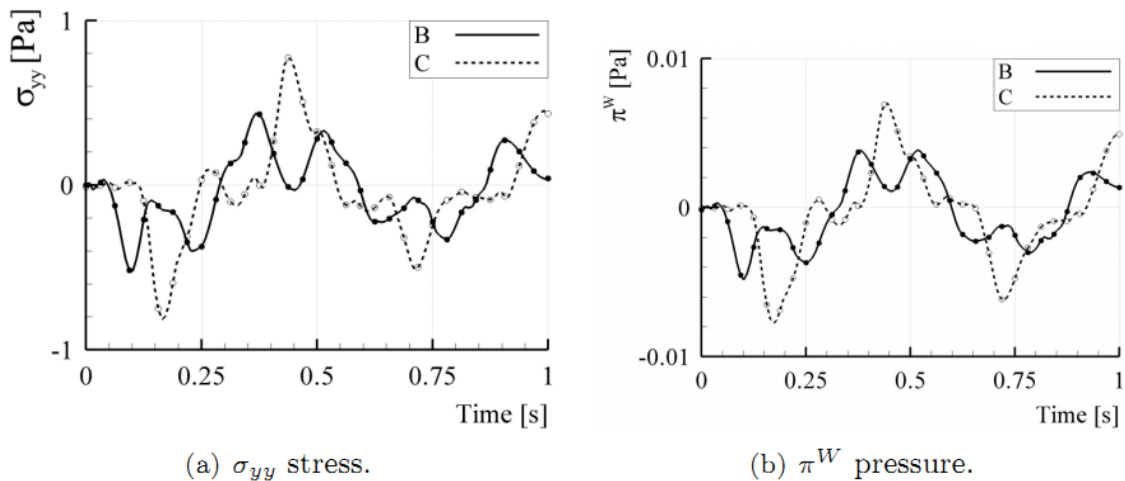 σyy [Pa]
1
0
-1
B
C
0
0.25
0.5
0.75
1
Time [s]
(a) σyy stress.
π^W [Pa]
0.01
0
-0.01
B
C
0
0.25
0.5
0.75
1
Time [s]
(b) π^W pressure.